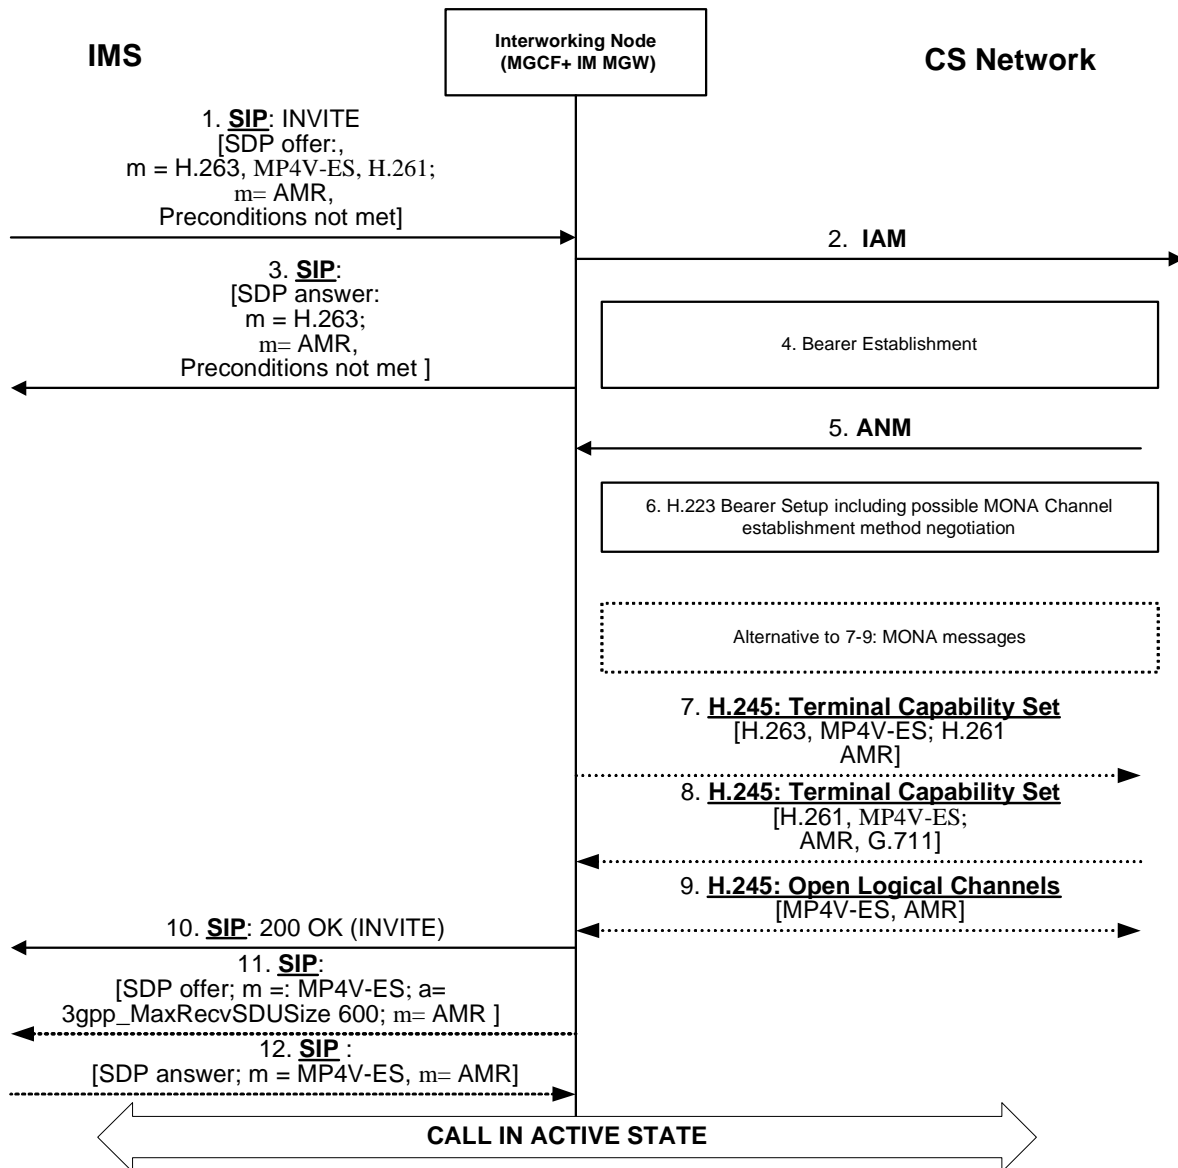 IMS
Interworking Node
(MGCF+ IM MGW)
CS Network
1. SIP: INVITE
[SDP offer:,
m = H.263, MP4V-ES, H.261;
m= AMR,
Preconditions not met]
2. IAM
3. SIP:
[SDP answer:
m = H.263;
m= AMR,
Preconditions not met ]
4. Bearer Establishment
5. ANM
6. H.223 Bearer Setup including possible MONA Channel
establishment method negotiation
Alternative to 7-9: MONA messages
7. H.245: Terminal Capability Set
[H.263, MP4V-ES; H.261
AMR]
8. H.245: Terminal Capability Set
[H.261, MP4V-ES;
AMR, G.711]
9. H.245: Open Logical Channels
[MP4V-ES, AMR]
10. SIP: 200 OK (INVITE)
11. SIP:
[SDP offer; m =: MP4V-ES; a=
3gpp_MaxRecvSDUSize 600; m= AMR ]
12. SIP :
[SDP answer; m = MP4V-ES, m= AMR]
CALL IN ACTIVE STATE